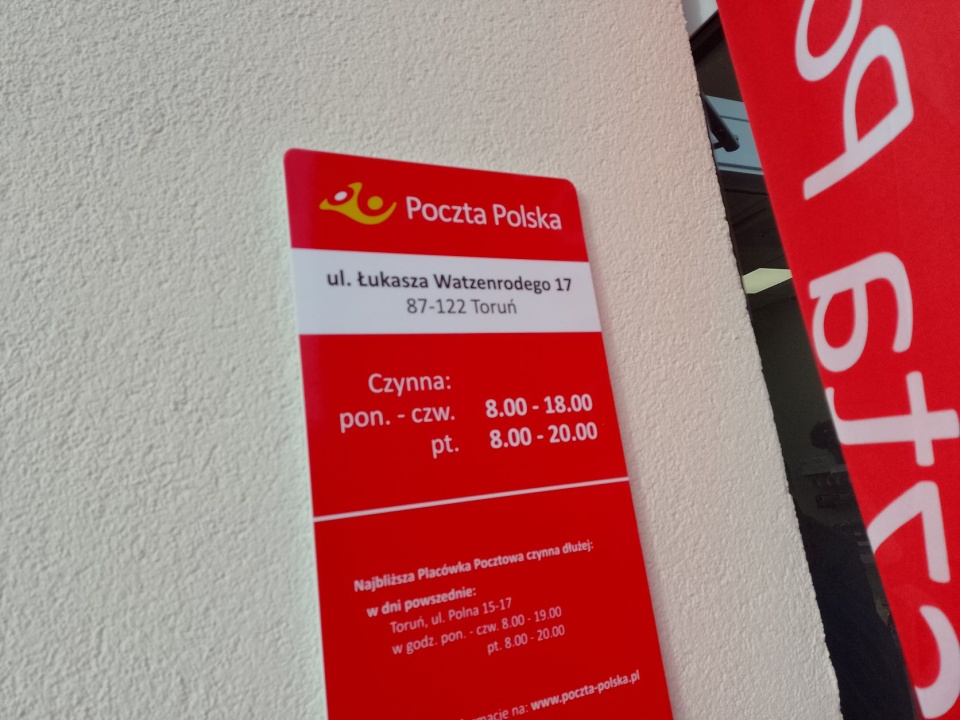 Poczta Polska
ul. Łukasza Watzenrodego 17
87-122 Toruń
Czynna:
pon. - czw. 8.00 - 18.00
pt. 8.00 - 20.00
Najbliższa Placówka Pocztowa czynna dłużej:
w dni powszednie:
Toruń, ul. Polna 15-17
w godz. pon. - czw. 8.00 - 19.00
pt. 8.00 - 20.00
na: www.poczta-polska.pl